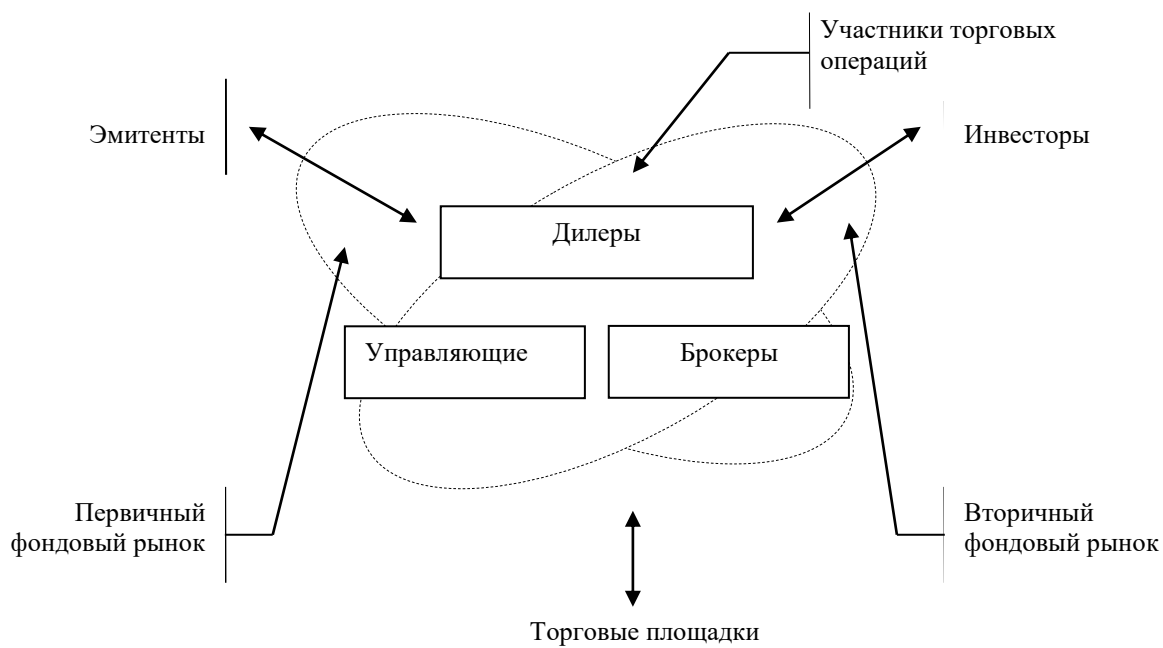 Участники торговых
операций
Эмитенты
Инвесторы
Дилеры
Управляющие
Брокеры
Первичный
фондовый рынок
Вторичный
фондовый рынок
Торговые площадки